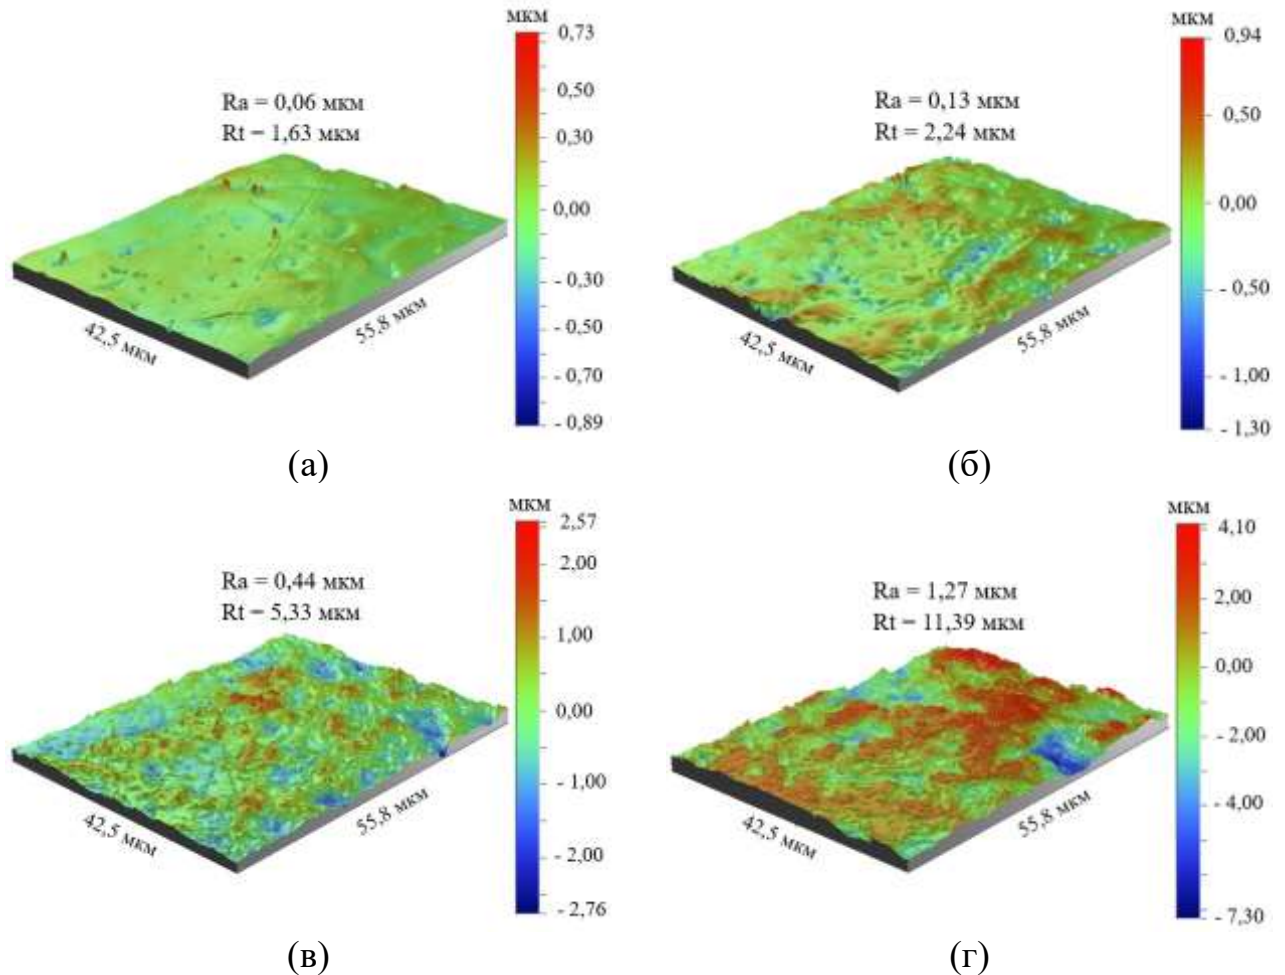 мкм
0,73
0,50
0,30
0,00
- 0,30
- 0,50
- 0,70
- 0,89
Ra = 0,06 мкм
Rt = 1,63 мкм
42,5 мкм
55,8 мкм
(а)
мкм
0,94
0,50
0,00
- 0,50
- 1,00
- 1,30
Ra = 0,13 мкм
Rt = 2,24 мкм
42,5 мкм
55,8 мкм
(б)
мкм
2,57
2,00
1,00
0,00
- 1,00
- 2,00
- 2,76
Ra = 0,44 мкм
Rt = 5,33 мкм
42,5 мкм
55,8 мкм
(в)
мкм
4,10
2,00
0,00
- 2,00
- 4,00
- 7,30
Ra = 1,27 мкм
Rt = 11,39 мкм
42,5 мкм
55,8 мкм
(г)